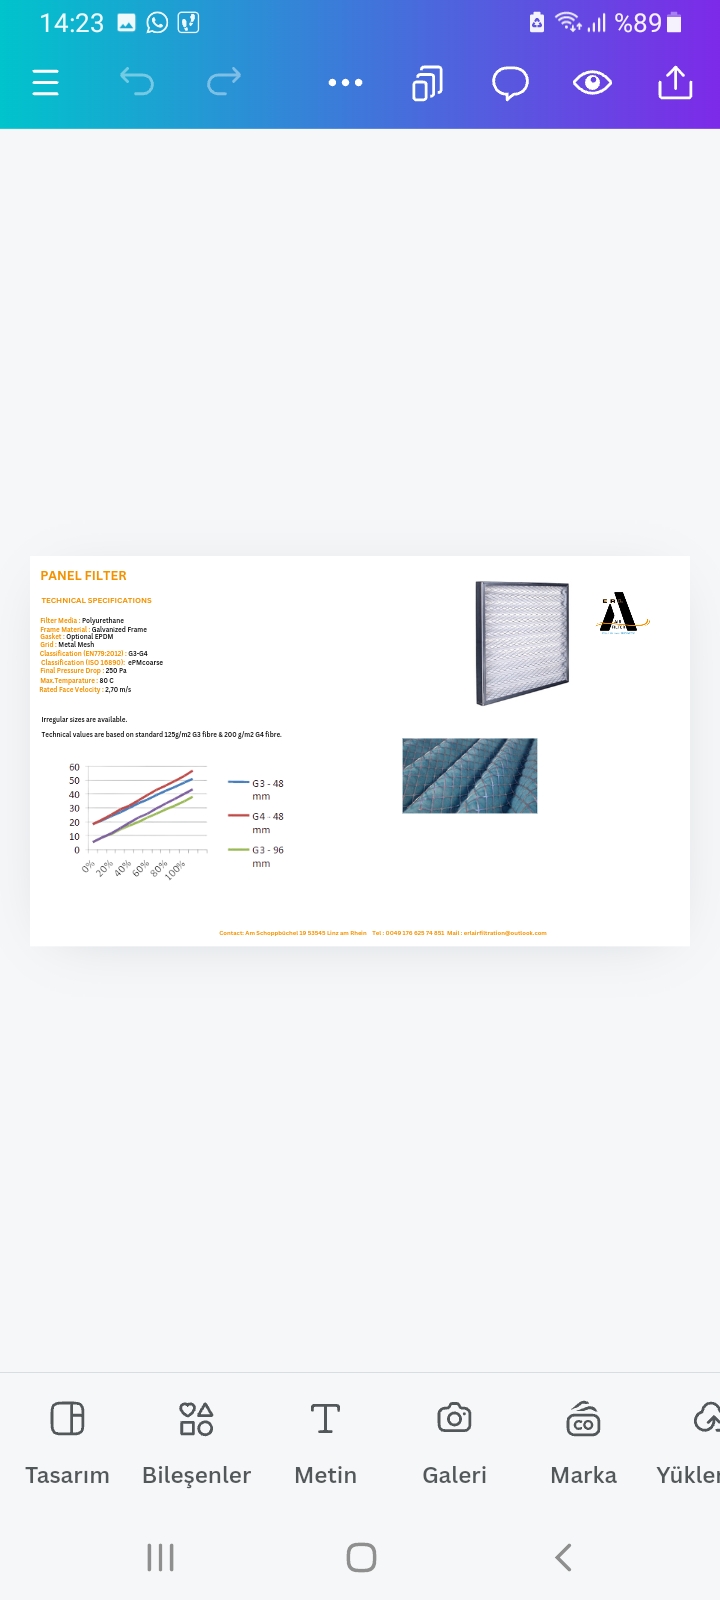 14:23
%89
PANEL FILTER
TECHNICAL SPECIFICATIONS
Filter Media : Polyurethane
Frame Material : Galvanized Frame
Gasket : Optional EPDM
Grid : Metal Mesh
Classification (EN779:2012) : G3-G4
Classification (ISO 16890): ePMcoarse
Final Pressure Drop : 250 Pa
Max.Temparature : 80 C
Rated Face Velocity : 2,70 m/s
Irregular sizes are available.
Technical values are based on standard 125g/m2 G3 fibre & 200 g/m2 G4 fibre.
60
50
40
30
20
10
0
0%
20%
40%
60%
80%
100%
G3 - 48
mm
G4 - 48
mm
G3 - 96
mm
Contact: Am Schoppbüchel 19 53545 Linz am Rhein Tel : 0049 176 625 74 851 Mail : erlairfiltration@outlook.com
Tasarım
Bileşenler
Metin
Galeri
CO
Marka